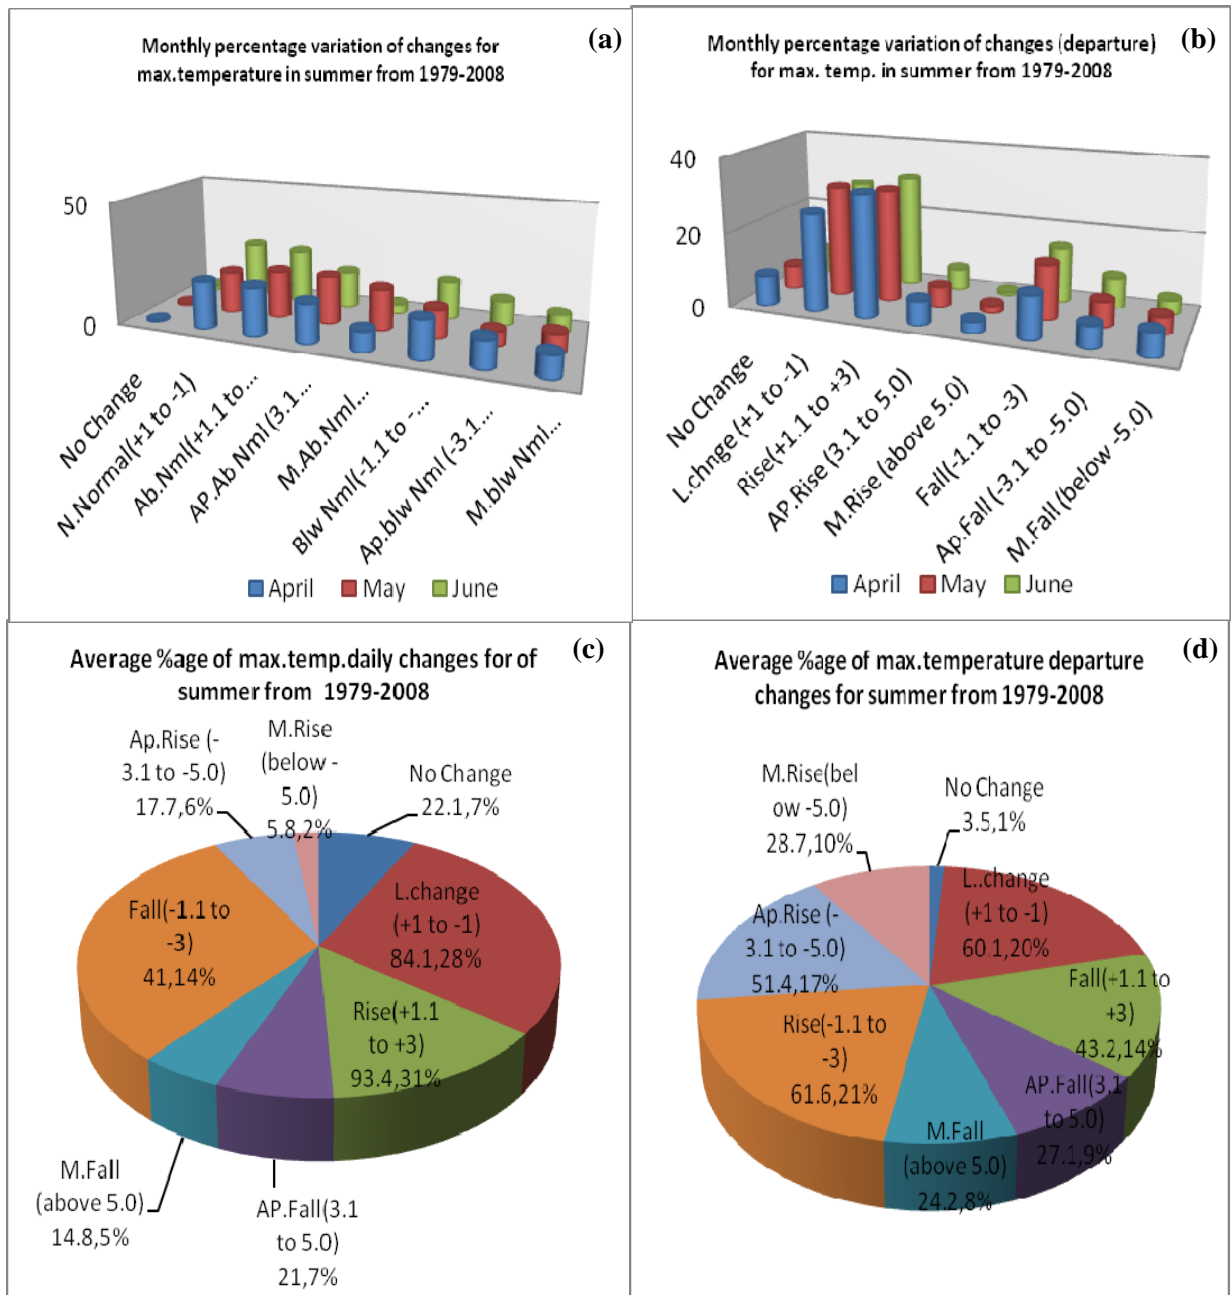 Monthly percentage variation of changes for
max.temperature in summer from 1979-2008
(a)
50
0
No Change
N.Normal(+1 to -1)
Ab.Nml(+1.1 to...
AP.Ab Nml (3.1...
M.Ab.Nml...
Blw Nml(-1.1 to -...
Ap.blw Nml (-3.1...
M.blw Nml...
April May June
Monthly percentage variation of changes (departure)
for max. temp. in summer from 1979-2008
(b)
40
20
0
No Change
L.chnge (+1 to -1)
Rise(+1.1 to +3)
AP.Rise (3.1 to 5.0)
M.Rise (above 5.0)
Fall(-1.1 to -3)
Ap.Fall (-3.1 to -5.0)
M.Fall (below -5.0)
April May June
Average %age of max.temp.daily changes for of
summer from 1979-2008
(c)
M.Rise
(below -
5.0)
5.8,2%
Ap.Rise (-
3.1 to -5.0)
17.7,6%
No Change
22.1,7%
L.change
(+1 to -1)
84.1,28%
Fall(-1.1 to
-3)
41,14%
Rise(+1.1
to +3)
93.4,31%
M.Fall
(above 5.0)
14.8,5%
AP.Fall(3.1
to 5.0)
21,7%
Average %age of max.temperature departure
changes for summer from 1979-2008
(d)
M.Rise(bel
ow -5.0)
28.7,10%
No Change
3.5,1%
L..change
(+1 to -1)
60.1,20%
Ap.Rise (-
3.1 to -5.0)
51.4,17%
Fall(+1.1 to
+3)
43.2,14%
Rise(-1.1 to
-3)
61.6,21%
AP.Fall(3.1
to 5.0)
27.1,9%
M.Fall
(above 5.0)
24.2,8%